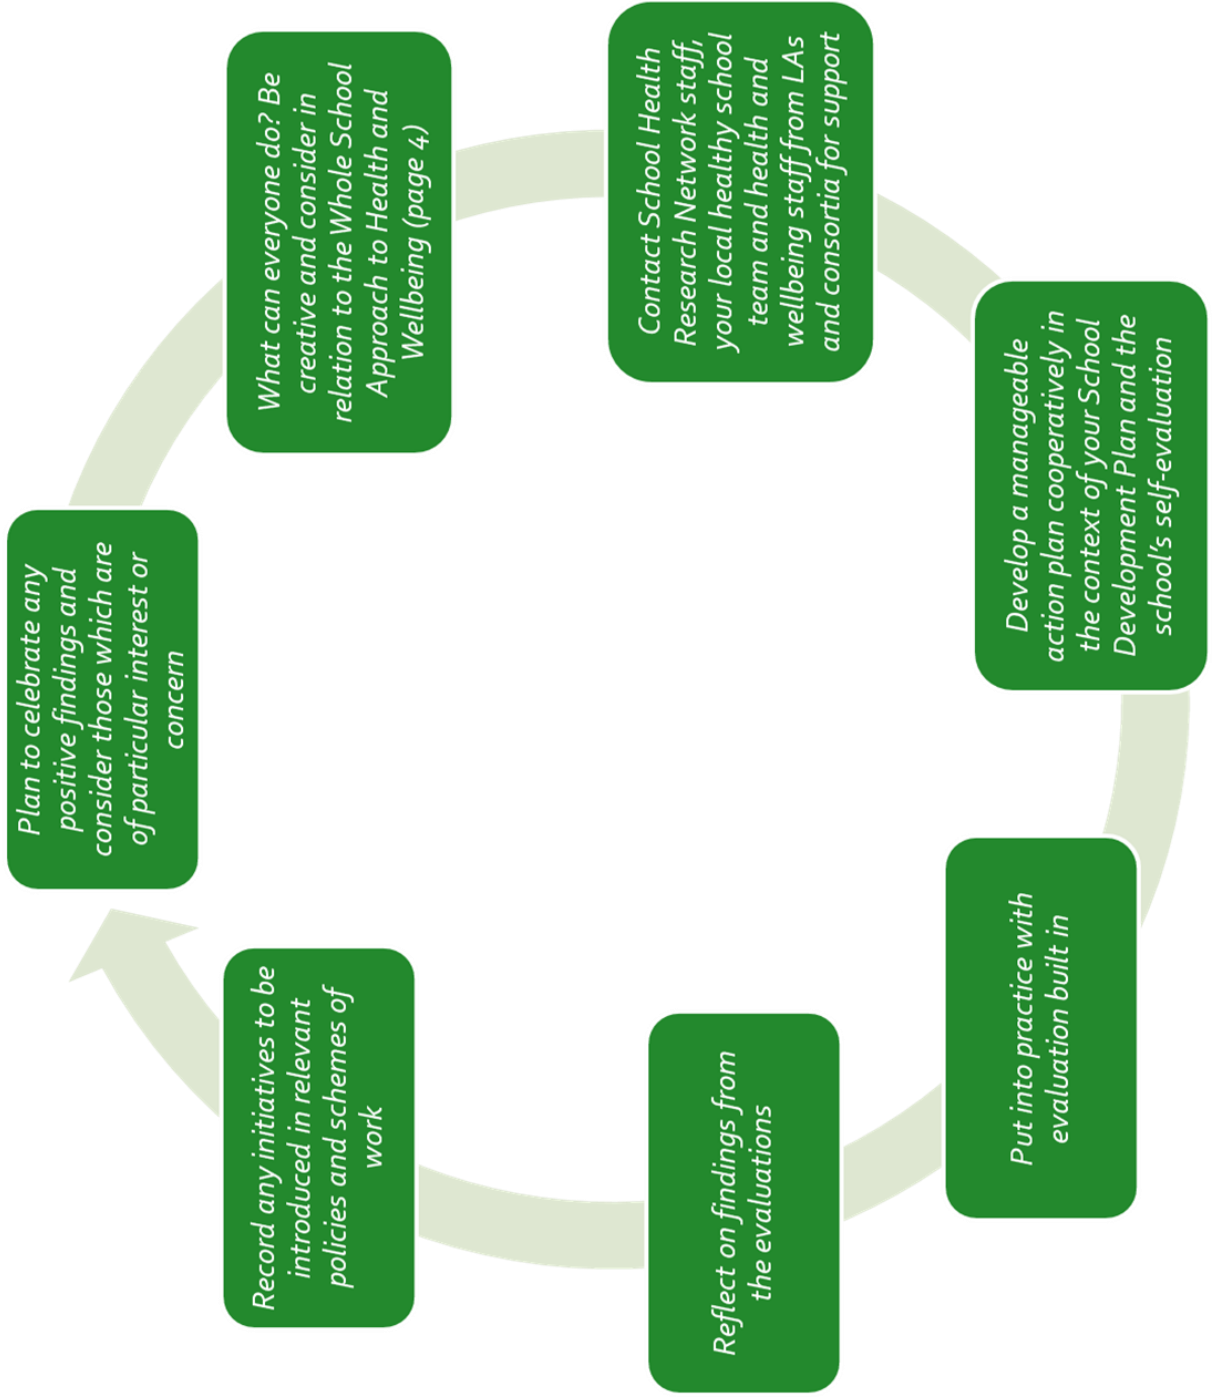 Plan to celebrate any
positive findings and
consider those which are
of particular interest or
concern
What can everyone do? Be
creative and consider in
relation to the Whole School
Approach to Health and
Wellbeing (page 4)
Contact School Health
Research Network staff,
your local healthy school
team and health and
wellbeing staff from LAs
and consortia for support
Develop a manageable
action plan cooperatively in
the context of your School
Development Plan and the
school's self-evaluation
Put into practice with
evaluation built in
Reflect on findings from
the evaluations
Record any initiatives to be
introduced in relevant
policies and schemes of
work